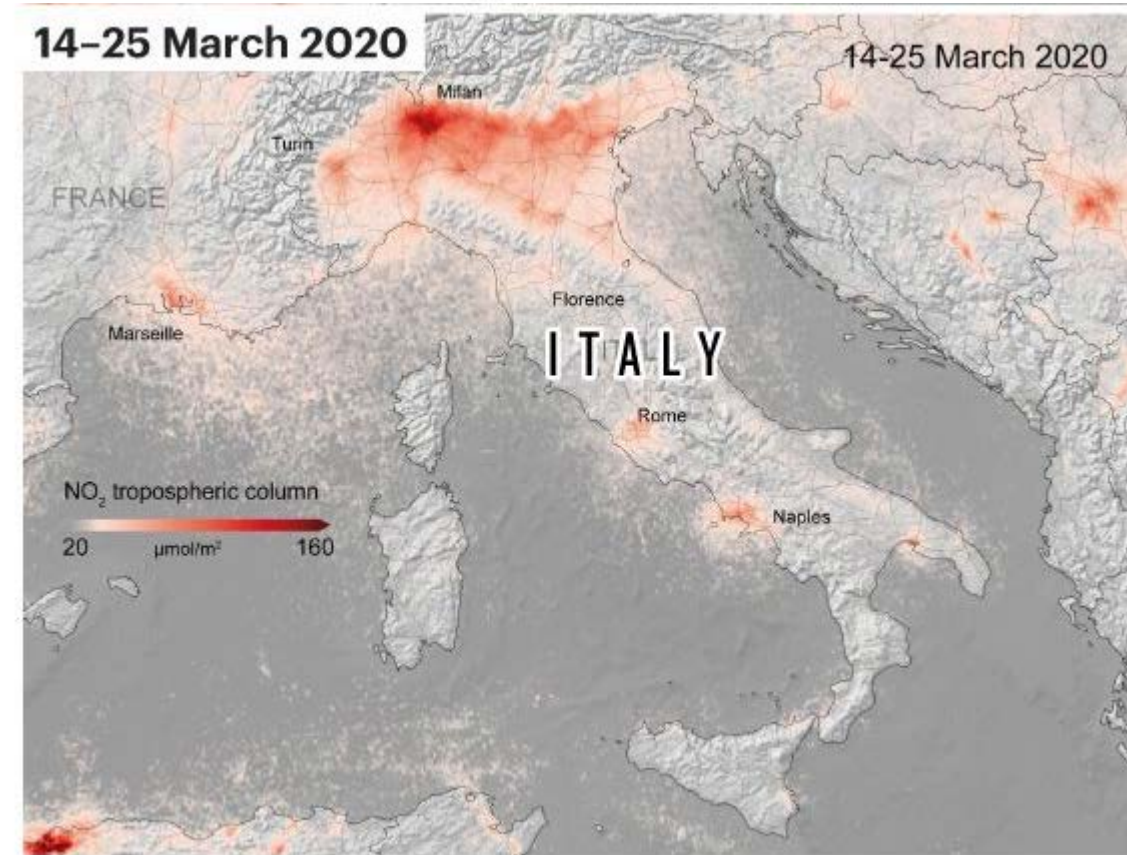 14–25 March 2020
14-25 March 2020
Milan
Turin
FRANCE
Marseille
Florence
ITALY
Rome
NO₂ tropospheric column
20 μmol/m² 160
Naples